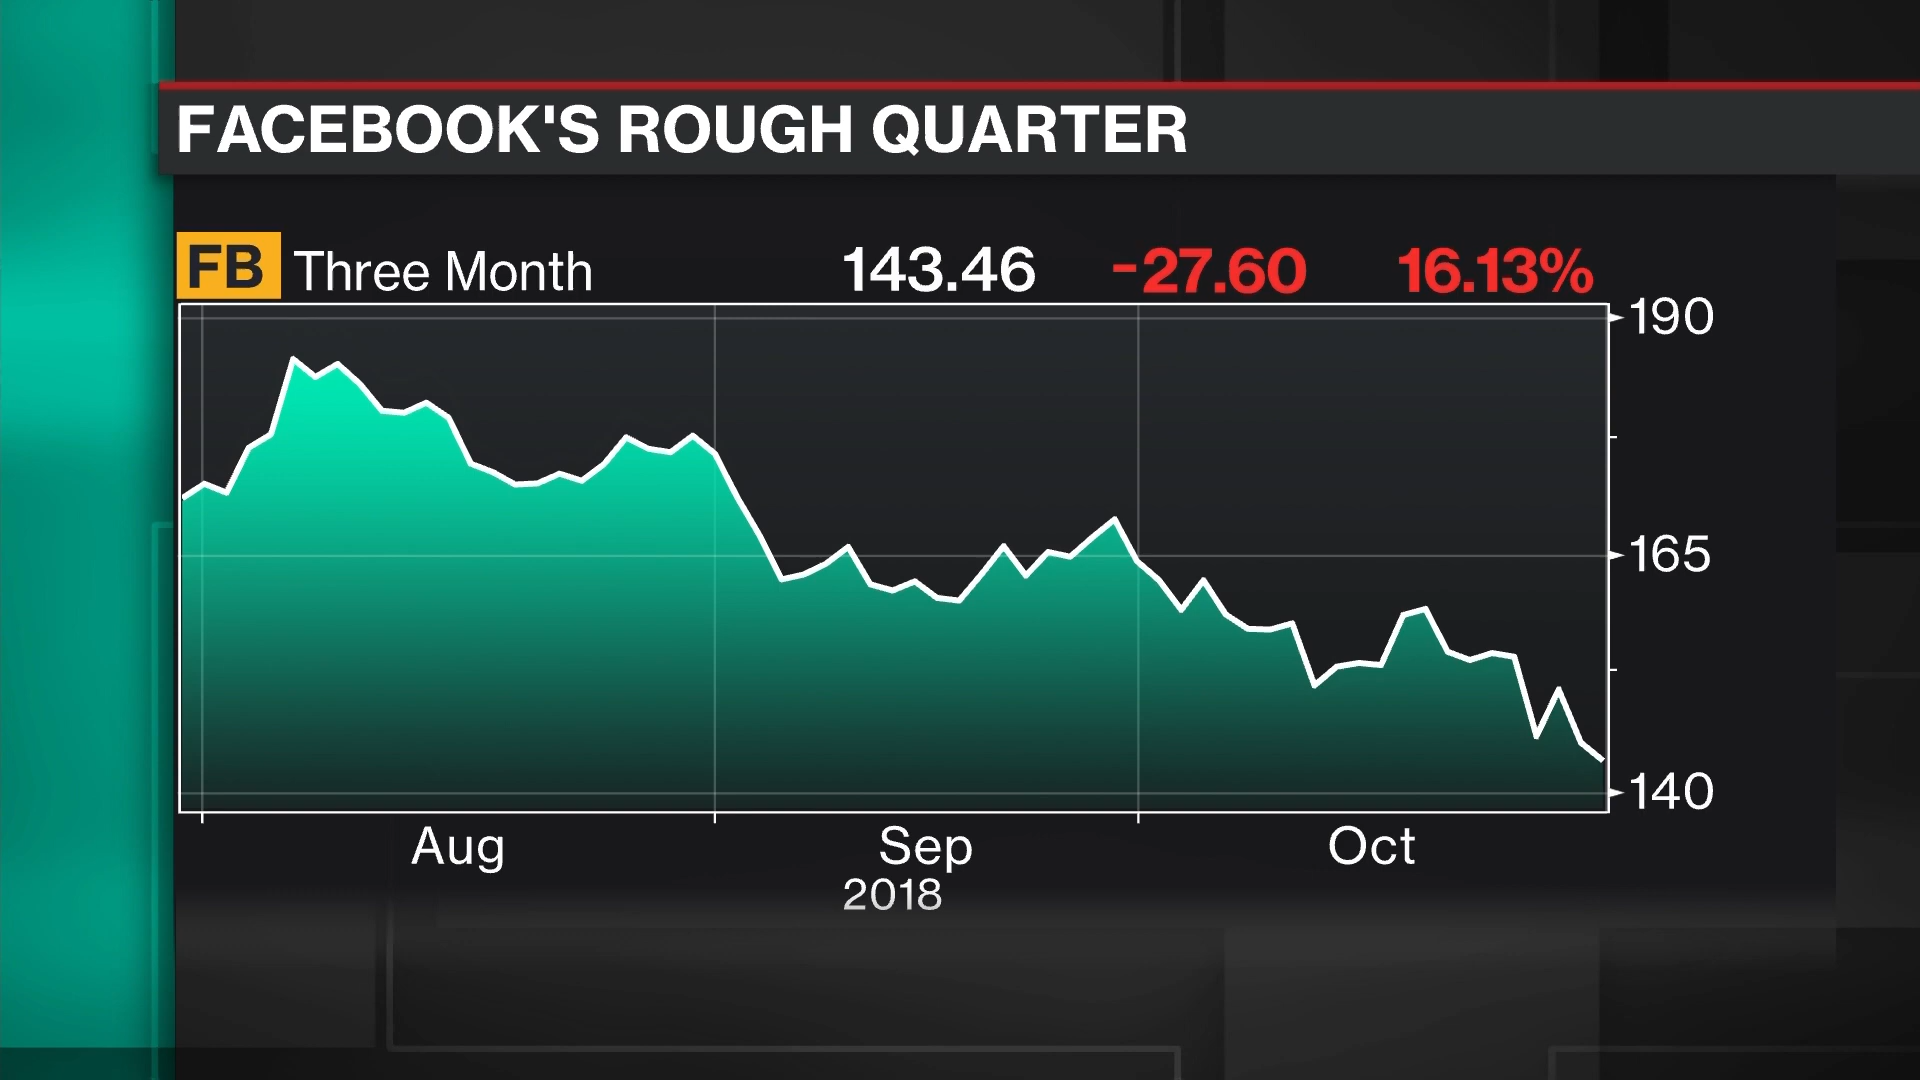 FACEBOOK'S ROUGH QUARTER
FB Three Month 143.46 -27.60 16.13%
190
165
140
Aug Sep Oct
2018